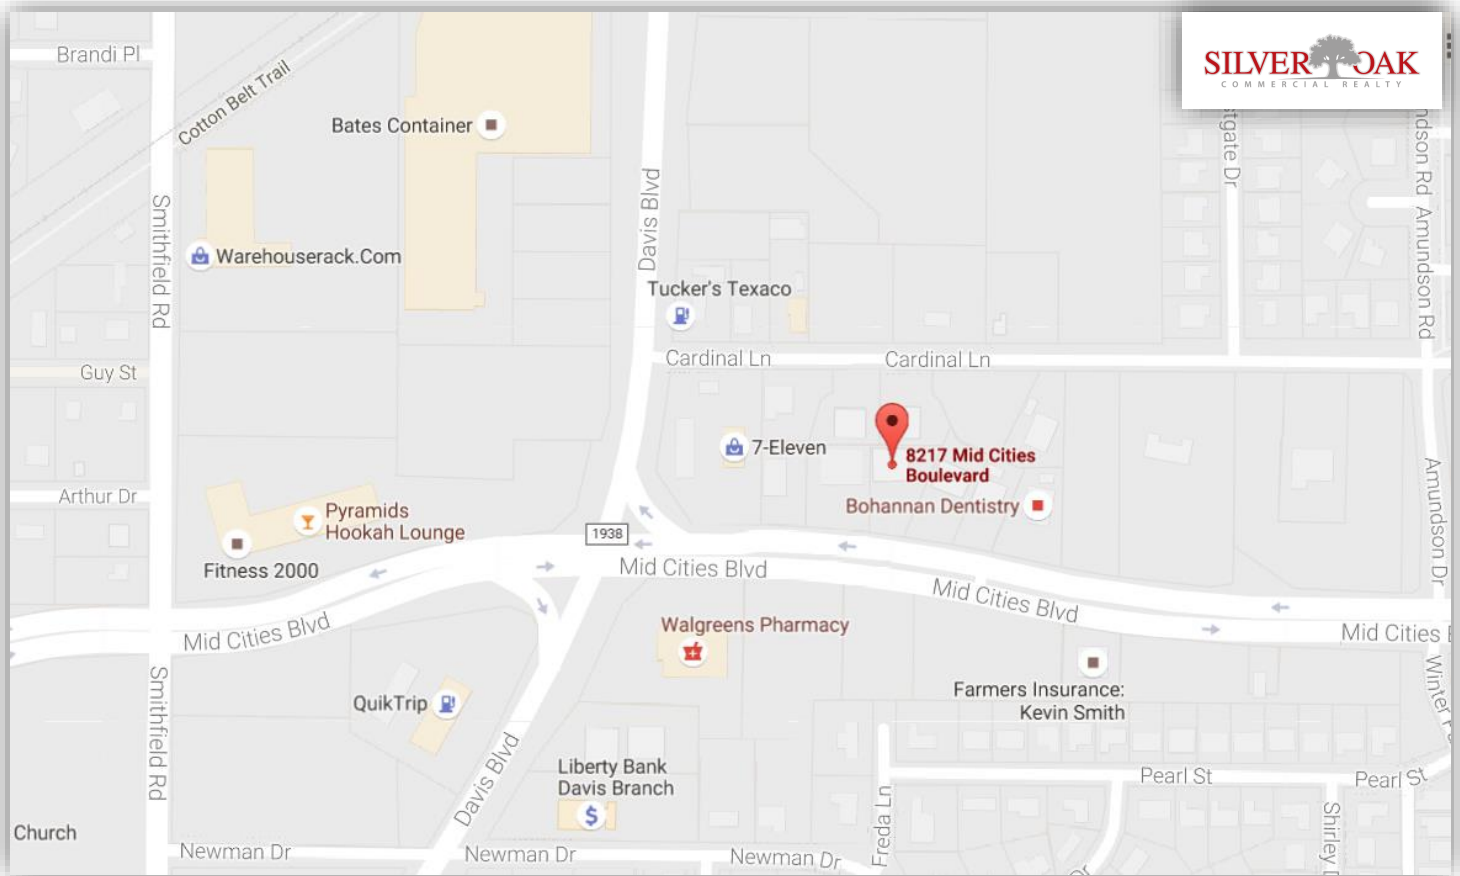 SILVER OAK
COMMERCIAL REALTY
Brandi Pl
Cotton Belt Trail
Bates Container
Smithfield Rd
Davis Blvd
Warehouserack.Com
Tucker's Texaco
Amundson Rd
Guy St
Cardinal Ln
Cardinal Ln
7-Eleven
8217 Mid Cities
Boulevard
Bohannan Dentistry
Arthur Dr
Pyramids
Hookah Lounge
Fitness 2000
1938
Mid Cities Blvd
Mid Cities Blvd
Mid Cities Blvd
Mid Cities
Amundson Dr
Walgreens Pharmacy
Farmers Insurance:
Kevin Smith
QuikTrip
Smithfield Rd
Davis Blvd
Liberty Bank
Davis Branch
Pearl St
Pearl St
Winter
Freda Ln
Shirley
Church
Newman Dr
Newman Dr
Newman Dr